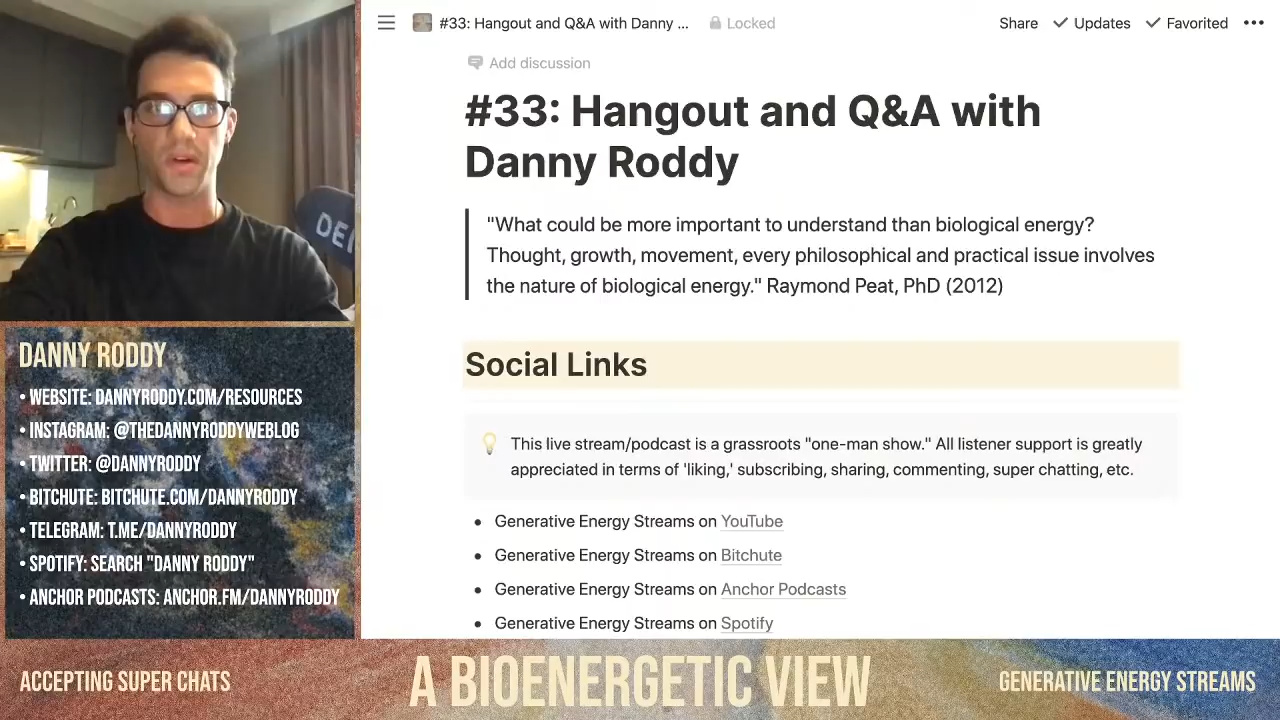 #33: Hangout and Q&A with Danny ...
Locked
Share
Updates
Favorited
Add discussion
#33: Hangout and Q&A with
Danny Roddy
"What could be more important to understand than biological energy?
Thought, growth, movement, every philosophical and practical issue involves
the nature of biological energy." Raymond Peat, PhD (2012)
Social Links
This live stream/podcast is a grassroots "one-man show." All listener support is greatly
appreciated in terms of 'liking,' subscribing, sharing, commenting, super chatting, etc.
• Generative Energy Streams on YouTube
• Generative Energy Streams on Bitchute
• Generative Energy Streams on Anchor Podcasts
• Generative Energy Streams on Spotify
DANNY RODDY
• WEBSITE: DANNYRODDY.COM/RESOURCES
• INSTAGRAM: @THEDANNYRODDYWEBLOG
• TWITTER: @DANNYRODDY
• BITCHUTE: BITCHUTE.COM/DANNYRODDY
• TELEGRAM: T.ME/DANNYRODDY
• SPOTIFY: SEARCH "DANNY RODDY"
• ANCHOR PODCASTS: ANCHOR.FM/DANNYRODDY
ACCEPTING SUPER CHATS
A BIOENERGETIC VIEW
GENERATIVE ENERGY STREAMS